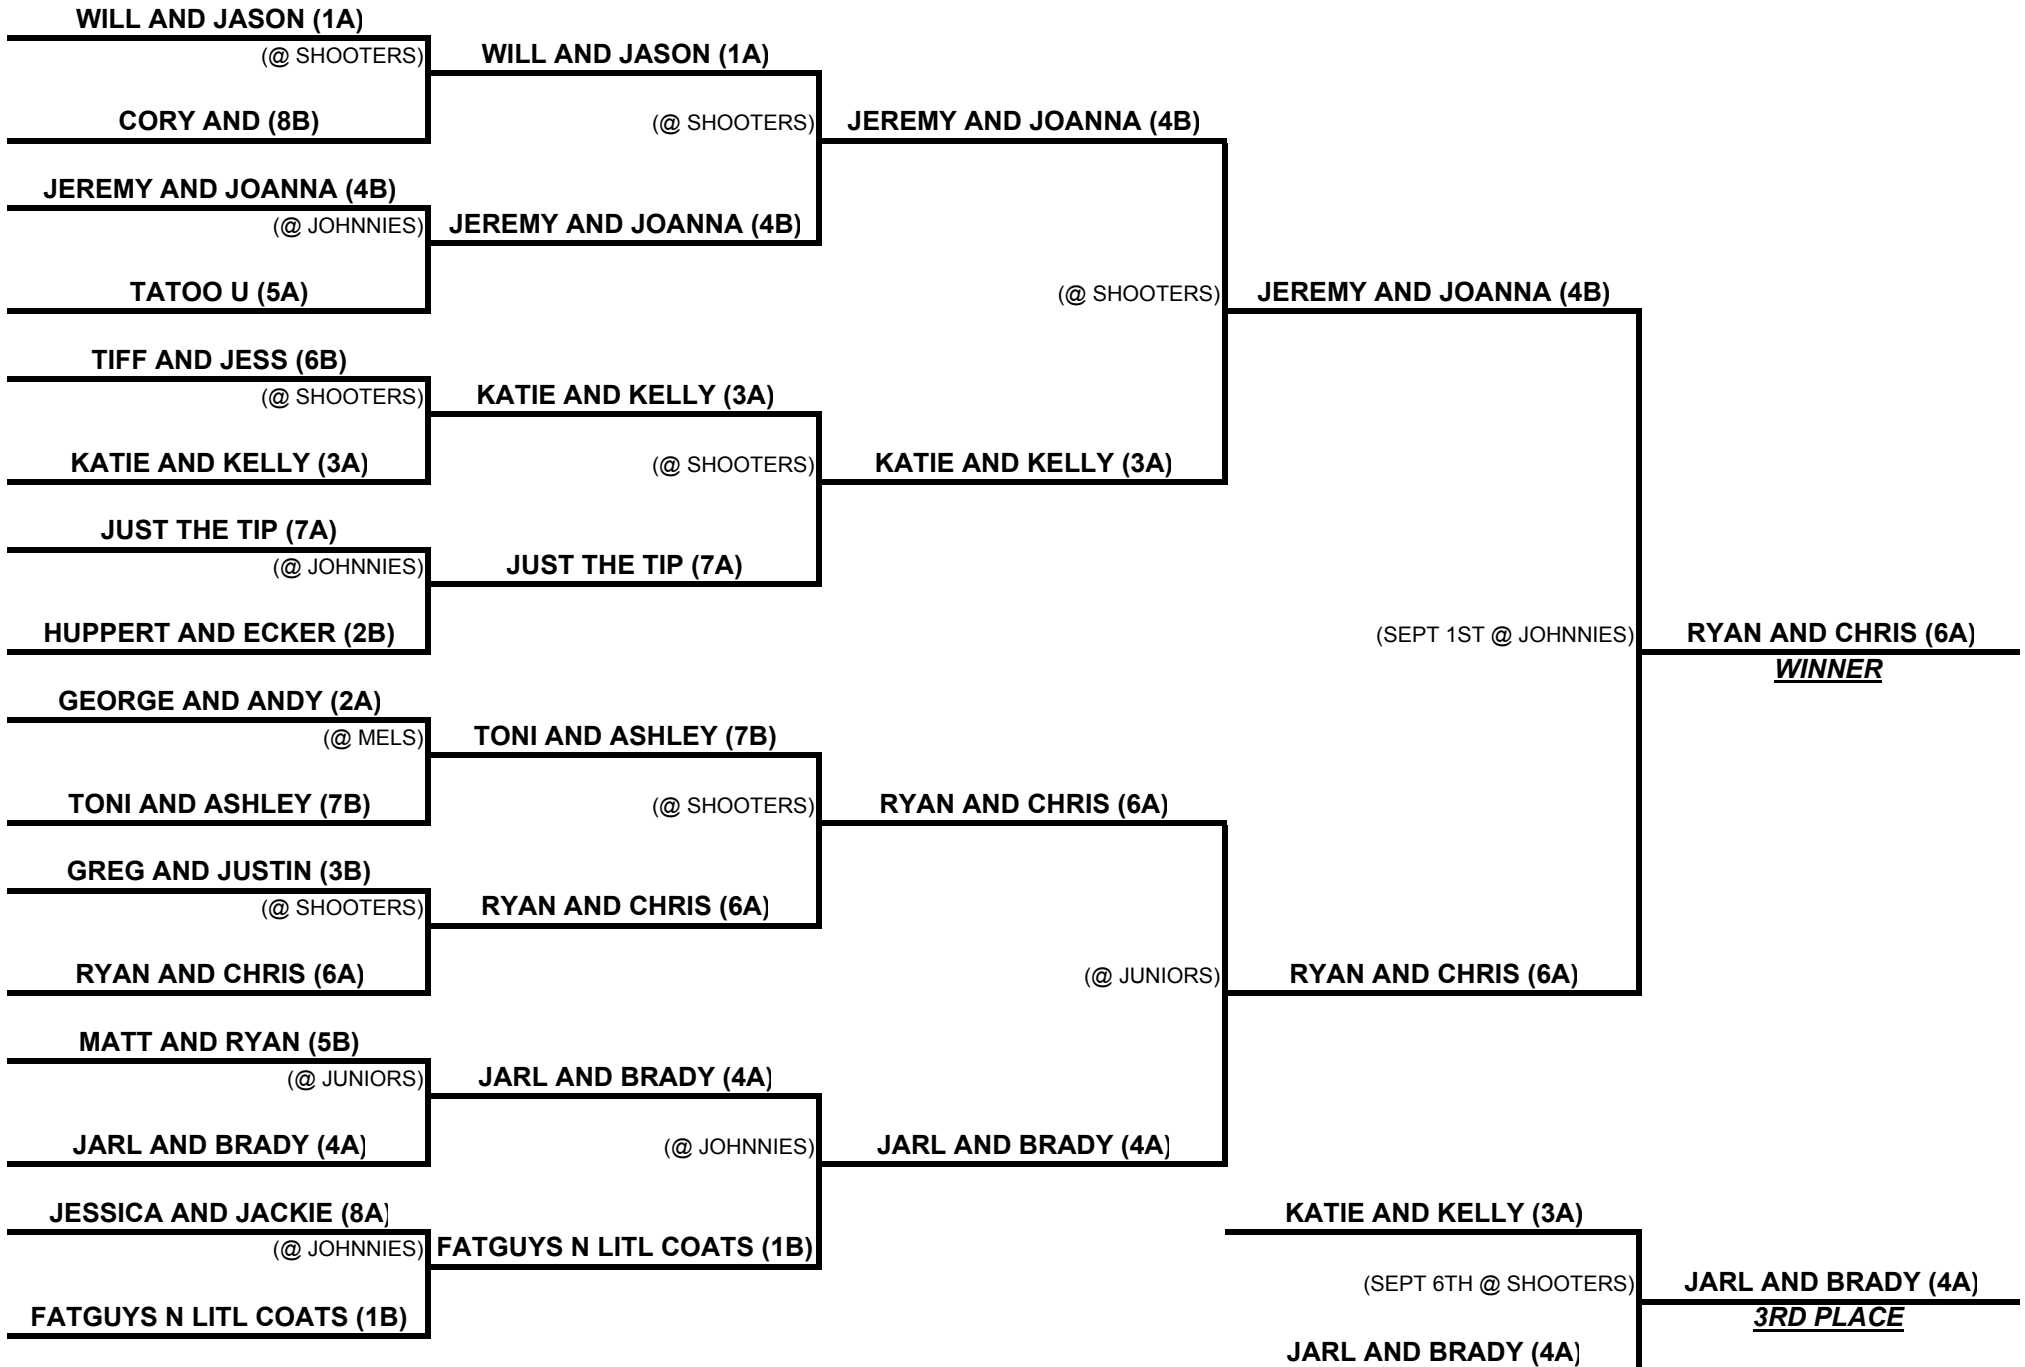 WILL AND JASON (1A)
(@ SHOOTERS)
WILL AND JASON (1A)
CORY AND (8B)
(@ SHOOTERS)
JEREMY AND JOANNA (4B)
JEREMY AND JOANNA (4B)
(@ JOHNNIES)
JEREMY AND JOANNA (4B)
TATOO U (5A)
(@ SHOOTERS)
JEREMY AND JOANNA (4B)
TIFF AND JESS (6B)
(@ SHOOTERS)
KATIE AND KELLY (3A)
KATIE AND KELLY (3A)
(@ SHOOTERS)
KATIE AND KELLY (3A)
JUST THE TIP (7A)
(@ JOHNNIES)
JUST THE TIP (7A)
HUPPERT AND ECKER (2B)
(SEPT 1ST @ JOHNNIES)
RYAN AND CHRIS (6A)
WINNER
GEORGE AND ANDY (2A)
(@ MELS)
TONI AND ASHLEY (7B)
TONI AND ASHLEY (7B)
(@ SHOOTERS)
RYAN AND CHRIS (6A)
GREG AND JUSTIN (3B)
(@ SHOOTERS)
RYAN AND CHRIS (6A)
RYAN AND CHRIS (6A)
(@ JUNIORS)
RYAN AND CHRIS (6A)
MATT AND RYAN (5B)
(@ JUNIORS)
JARL AND BRADY (4A)
JARL AND BRADY (4A)
(@ JOHNNIES)
JARL AND BRADY (4A)
JESSICA AND JACKIE (8A)
(@ JOHNNIES)
FATGUYS N LITL COATS (1B)
FATGUYS N LITL COATS (1B)
KATIE AND KELLY (3A)
(SEPT 6TH @ SHOOTERS)
JARL AND BRADY (4A)
3RD PLACE
JARL AND BRADY (4A)